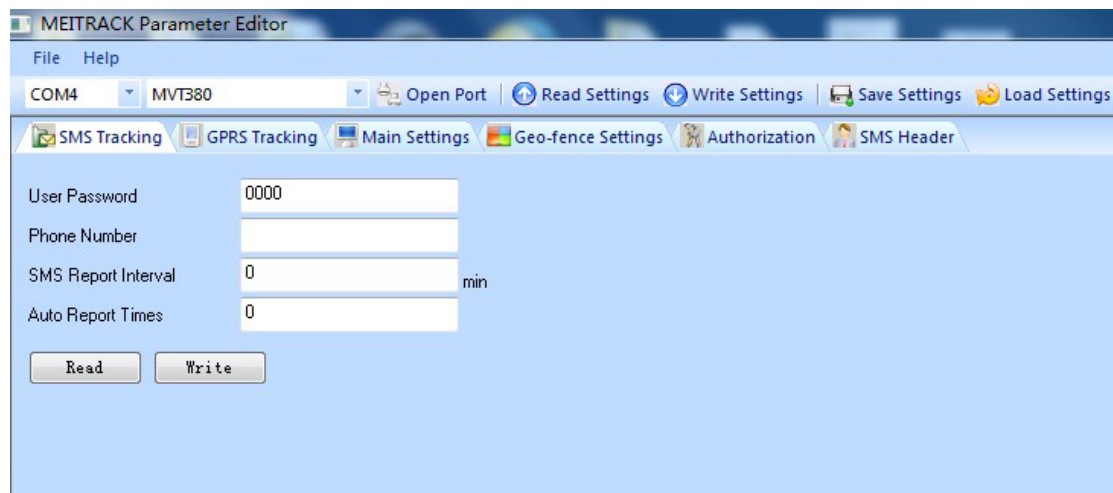 MEITRACK Parameter Editor
File Help
COM4 MVT380 Open Port Read Settings Write Settings Save Settings Load Settings
SMS Tracking GPRS Tracking Main Settings Geo-fence Settings Authorization SMS Header
User Password 0000
Phone Number
SMS Report Interval 0 min
Auto Report Times 0
Read Write